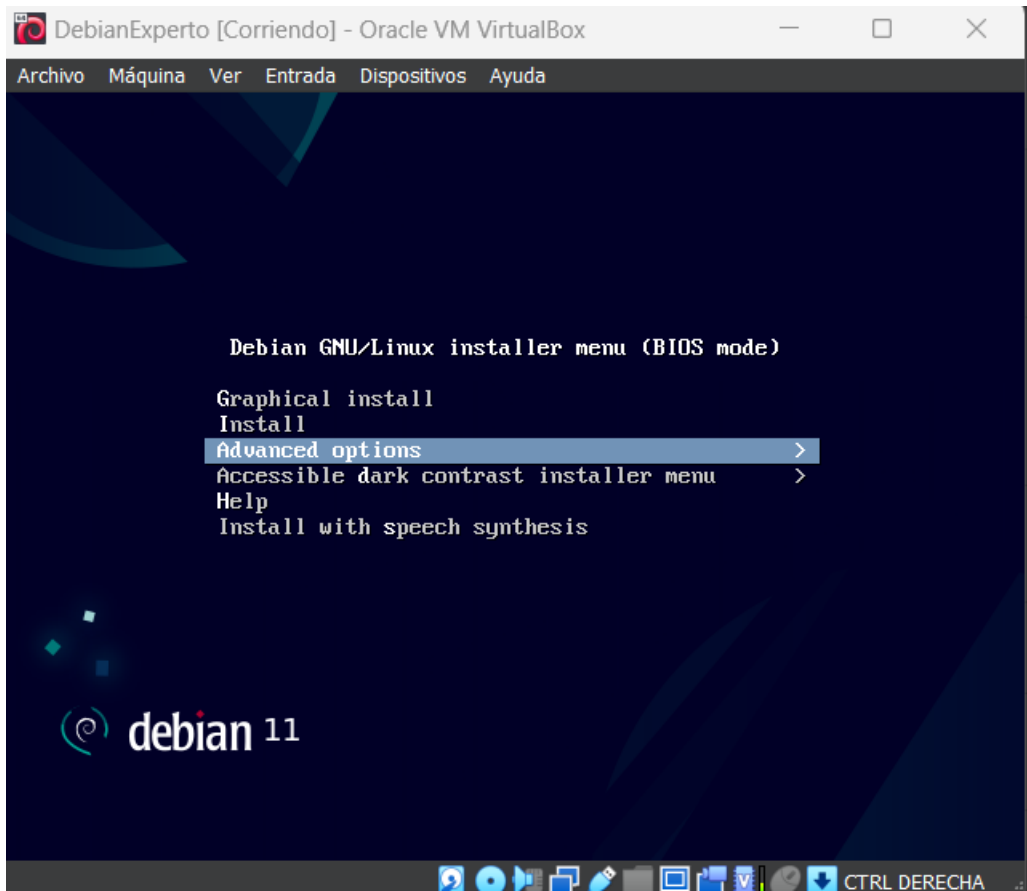 DebianExperto [Corriendo] - Oracle VM VirtualBox
Archivo Máquina Ver Entrada Dispositivos Ayuda
Debian GNU/Linux installer menu (BIOS mode)
Graphical install
Install
Advanced options >
Accessible dark contrast installer menu >
Help
Install with speech synthesis
debian 11
CTRL DERECHA